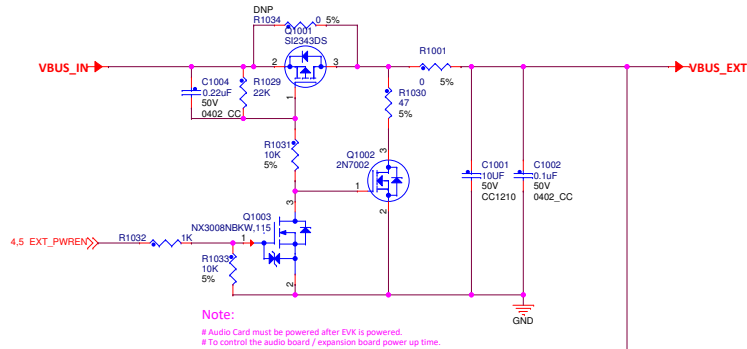 DNP
R1034 0 5%
Q1001
SI2343DS
2 3
1
VBUS_IN
C1004
0.22uF
50V
0402_CC
R1029
22K
R1001
0 5%
VBUS_EXT
R1030
47
5%
R1031
10K
5%
Q1002
2N7002
3
1
2
C1001
10UF
50V
CC1210
C1002
0.1uF
50V
0402_CC
Q1003
NX3008NBKW,115
3
1
2
4,5 EXT_PWREN
R1032 1K
R1033
10K
5%
GND
Note:
# Audio Card must be powered after EVK is powered.
# To control the audio board / expansion board power up time.